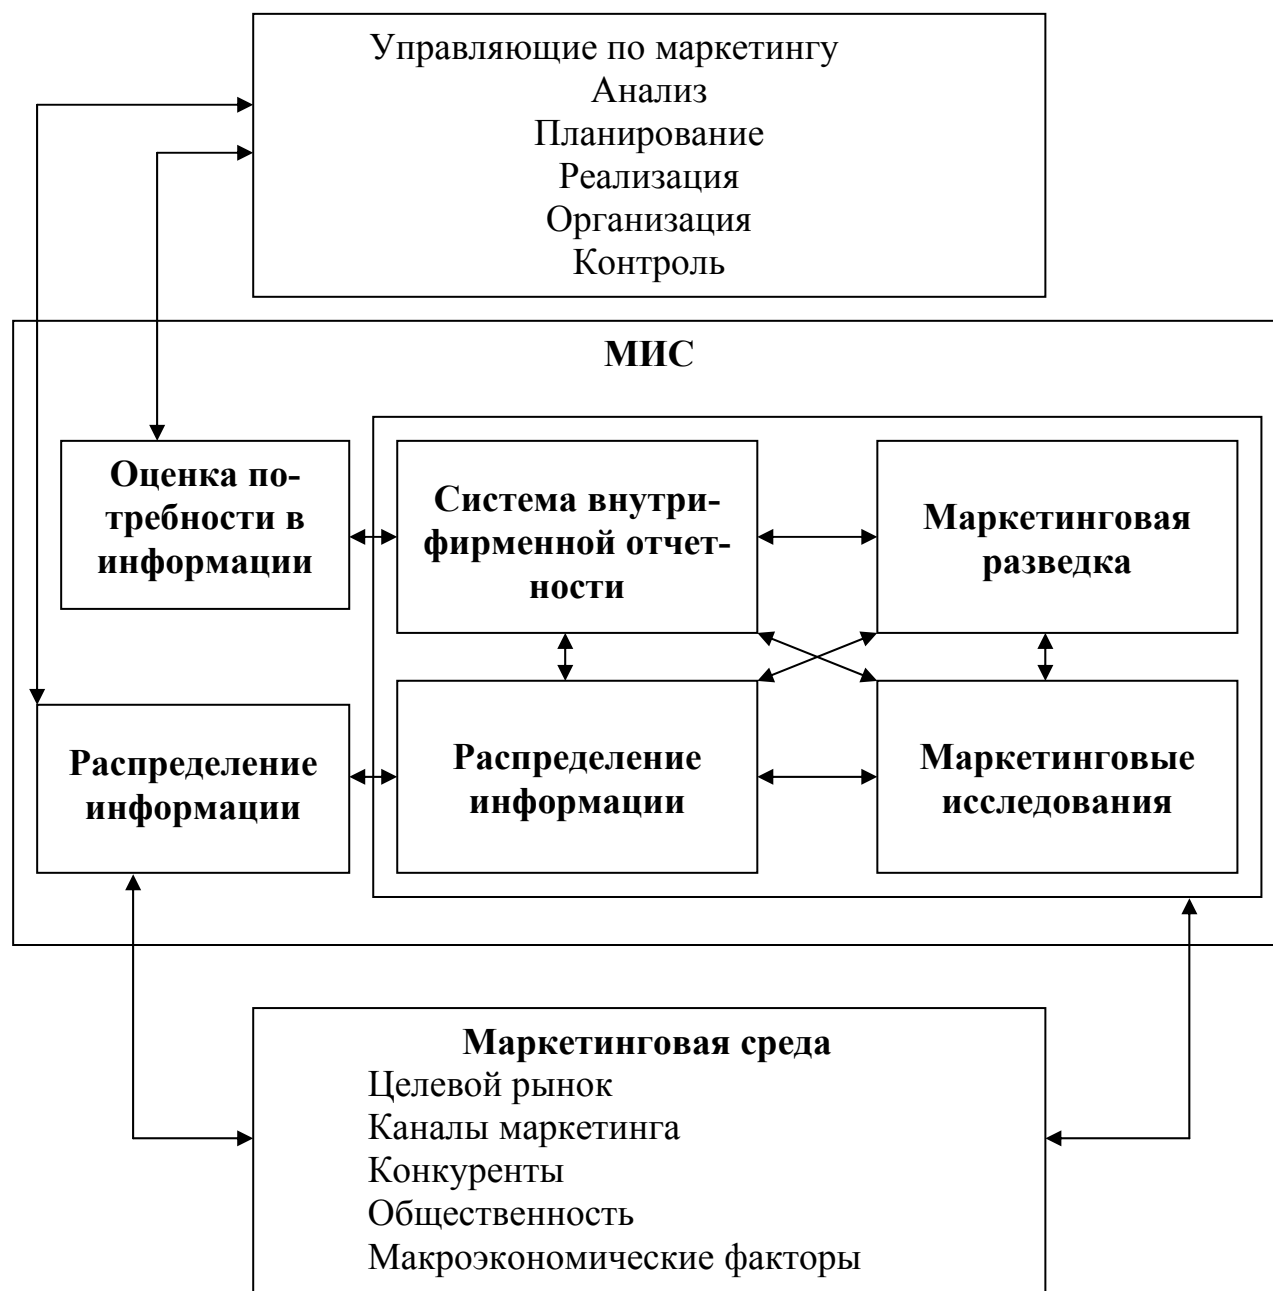 Управляющие по маркетингу
Анализ
Планирование
Реализация
Организация
Контроль
МИС
Оценка по-
требности в
информации
Система внутри-
фирменной отчет-
ности
Маркетинговая
разведка
Распределение
информации
Распределение
информации
Маркетинговые
исследования
Маркетинговая среда
Целевой рынок
Каналы маркетинга
Конкуренты
Общественность
Макроэкономические факторы